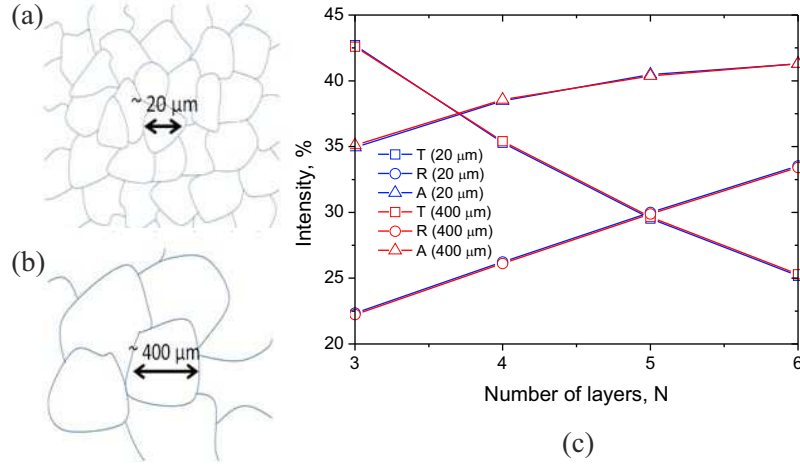 (a)
~ 20 μm
(b)
~ 400 μm
Intensity, %
45
40
35
30
25
20
T (20 μm)
R (20 μm)
A (20 μm)
T (400 μm)
R (400 μm)
A (400 μm)
3 4 5 6
Number of layers, N
(c)